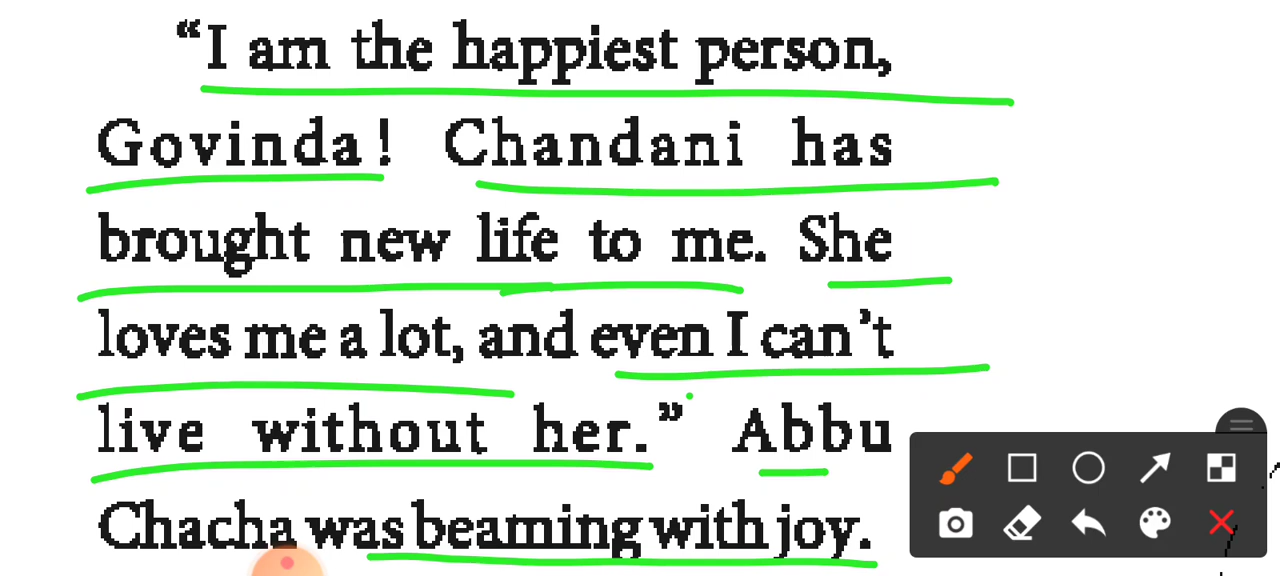 “I am the happiest person,
Govinda! Chandani has
brought new life to me. She
loves me a lot, and even I can’t
live without her.” Abbu
Chacha was beaming with joy.